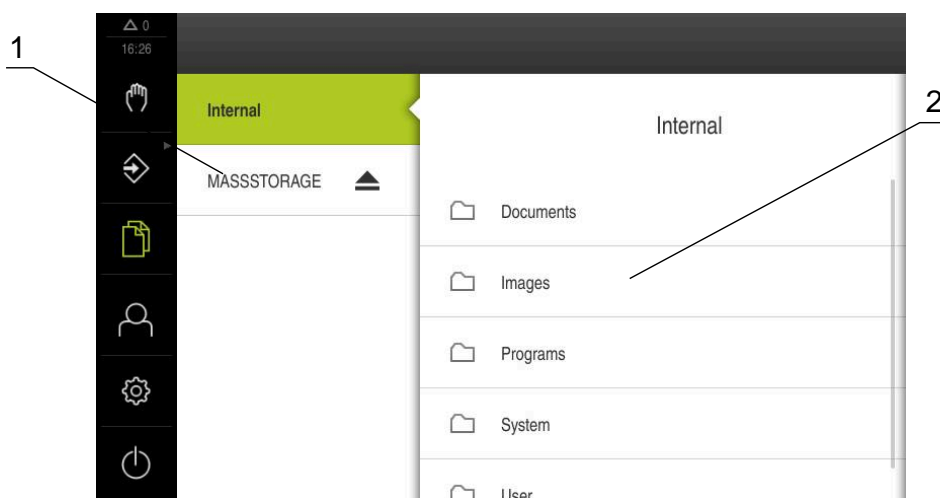 0
16:26
1
2
Internal
MASSSTORAGE
Internal
Documents
Images
Programs
System
User